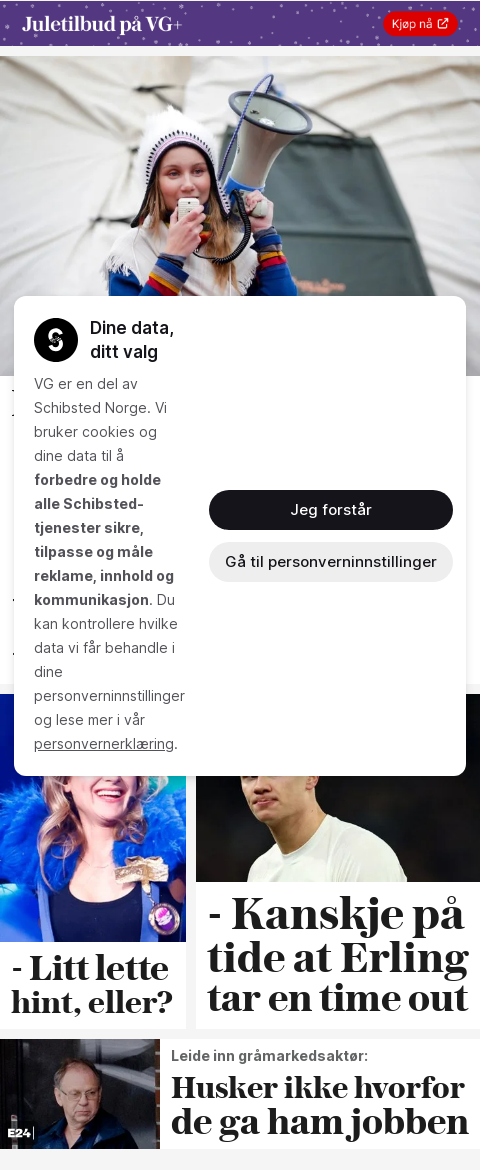 Juletilbud på VG+
Kjøp nå
Dine data,
ditt valg
VG er en del av
Schibsted Norge. Vi
bruker cookies og
dine data til å
forbedre og holde
alle Schibsted-
tjenester sikre,
tilpasse og måle
reklame, innhold og
kommunikasjon. Du
kan kontrollere hvilke
data vi får behandle i
dine
personverninnstillinger
og lese mer i vår
personvernerklæring.
Jeg forstår
Gå til personverninnstillinger
- Litt lette
hint, eller?
- Kanskje på
tide at Erling
tar en time out
E24
Leide inn gråmarkedsaktør:
Husker ikke hvorfor
de ga ham jobben